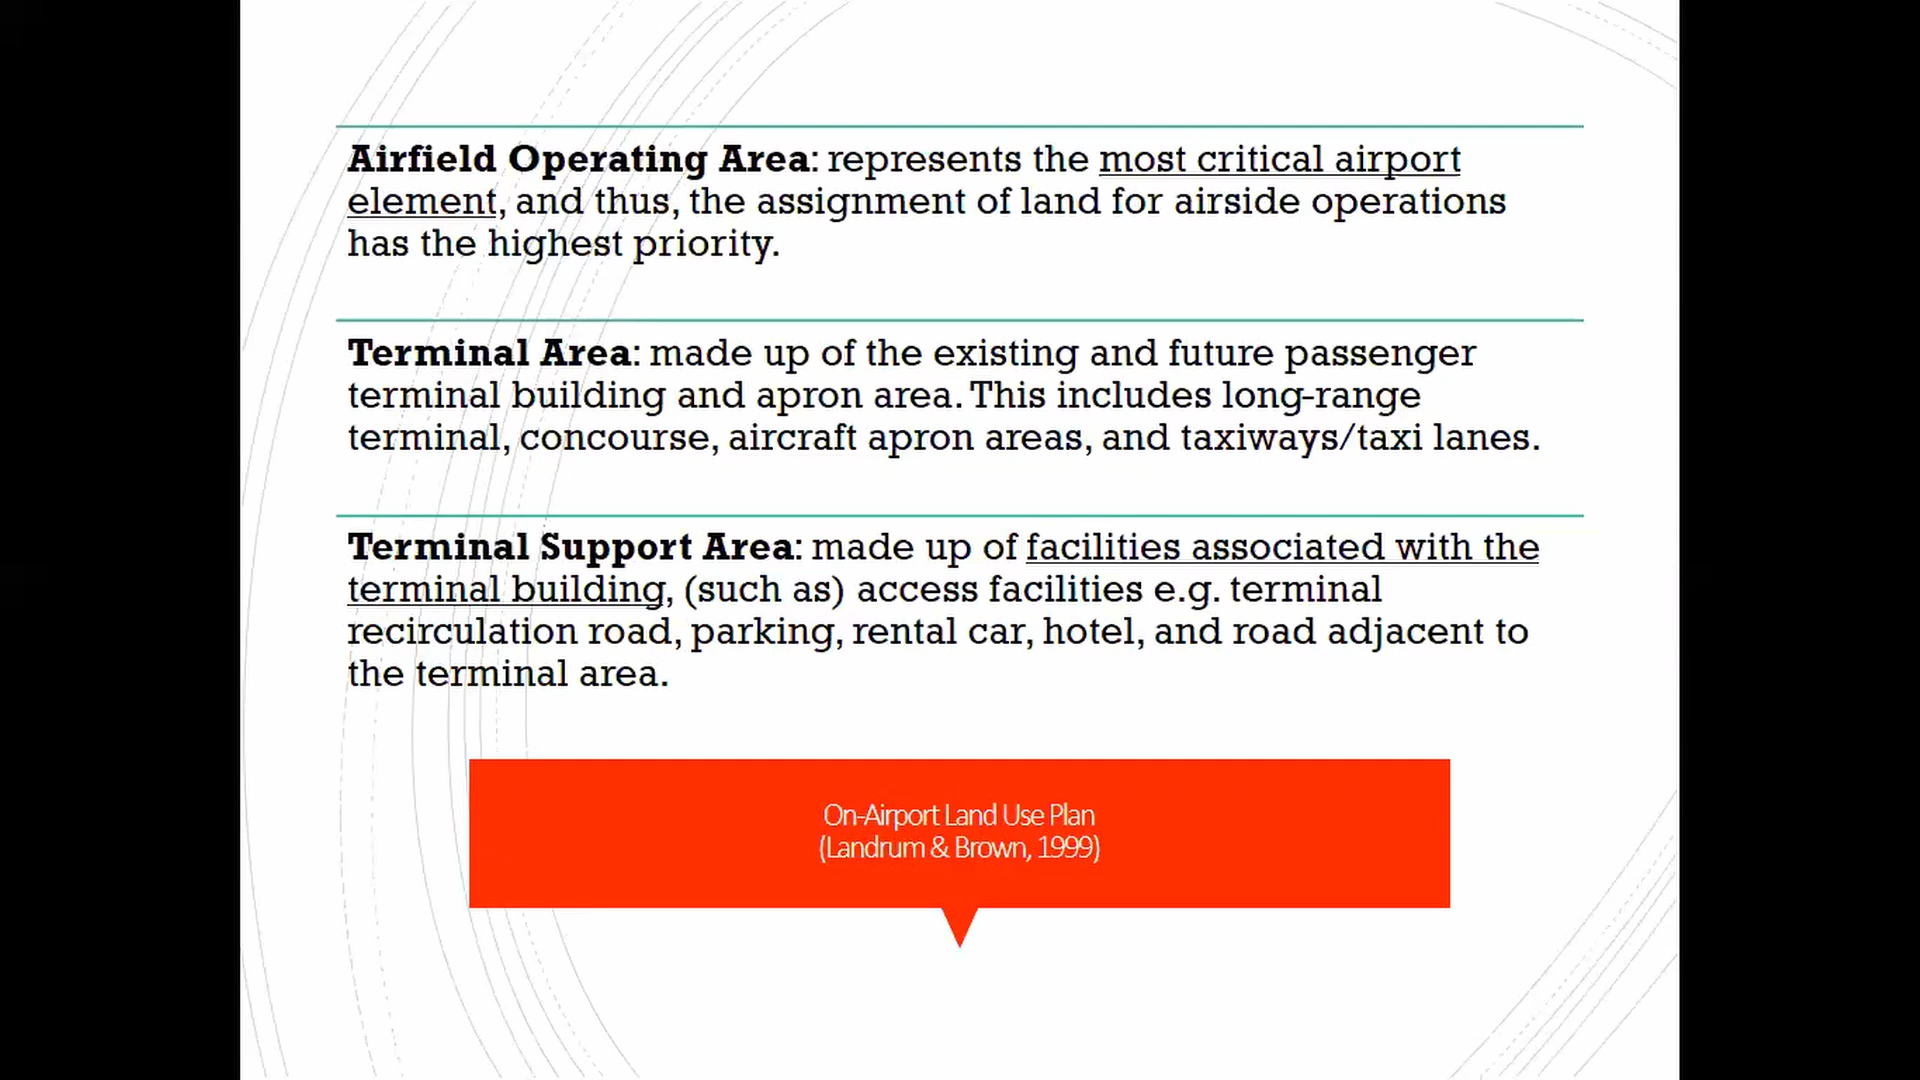 Airfield Operating Area: represents the most critical airport
element, and thus, the assignment of land for airside operations
has the highest priority.
Terminal Area: made up of the existing and future passenger
terminal building and apron area. This includes long-range
terminal, concourse, aircraft apron areas, and taxiways/taxi lanes.
Terminal Support Area: made up of facilities associated with the
terminal building, (such as) access facilities e.g. terminal
recirculation road, parking, rental car, hotel, and road adjacent to
the terminal area.
On-Airport Land Use Plan
(Landrum & Brown, 1999)